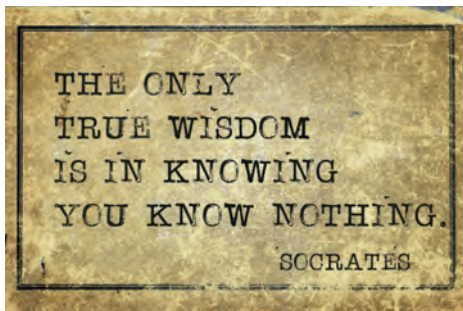 THE ONLY
TRUE WISDOM
IS IN KNOWING
YOU KNOW NOTHING.
SOCRATES